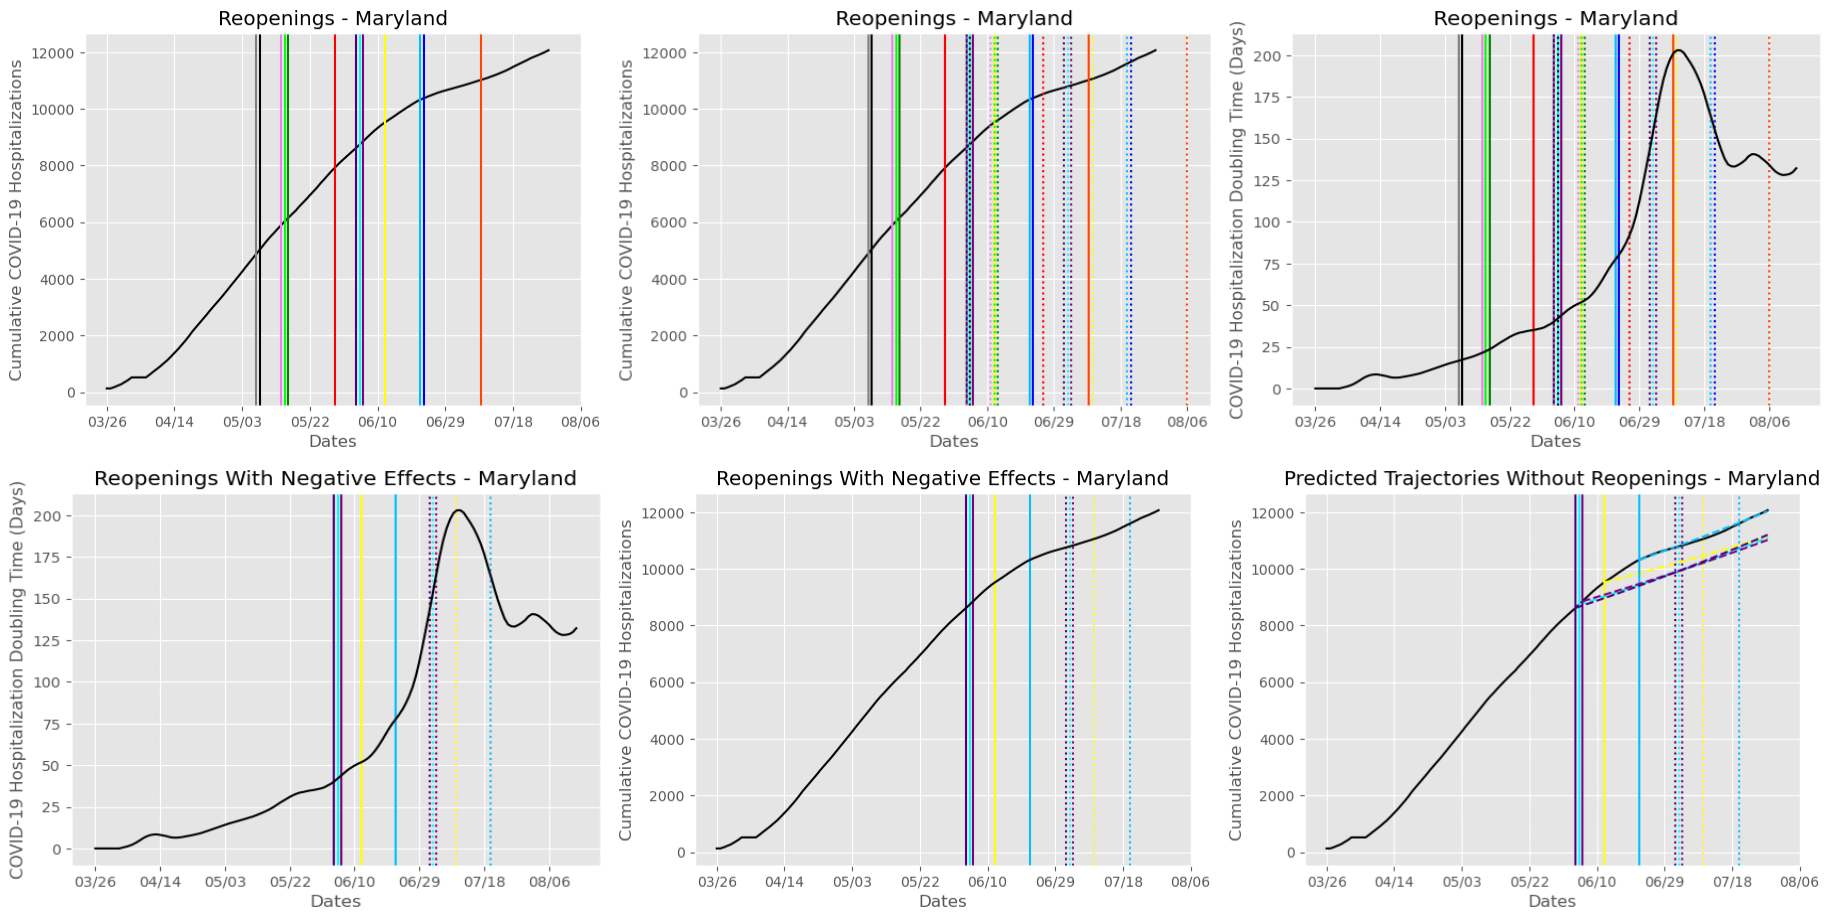 Reopenings - Maryland
Cumulative COVID-19 Hospitalizations
12000
10000
8000
6000
4000
2000
0
03/26 04/14 05/03 05/22 06/10 06/29 07/18 08/06
Dates
Reopenings - Maryland
Cumulative COVID-19 Hospitalizations
12000
10000
8000
6000
4000
2000
0
03/26 04/14 05/03 05/22 06/10 06/29 07/18 08/06
Dates
Reopenings - Maryland
COVID-19 Hospitalization Doubling Time (Days)
200
175
150
125
100
75
50
25
0
03/26 04/14 05/03 05/22 06/10 06/29 07/18 08/06
Dates
Reopenings With Negative Effects - Maryland
COVID-19 Hospitalization Doubling Time (Days)
200
175
150
125
100
75
50
25
0
03/26 04/14 05/03 05/22 06/10 06/29 07/18 08/06
Dates
Reopenings With Negative Effects - Maryland
Cumulative COVID-19 Hospitalizations
12000
10000
8000
6000
4000
2000
0
03/26 04/14 05/03 05/22 06/10 06/29 07/18 08/06
Dates
Predicted Trajectories Without Reopenings - Maryland
Cumulative COVID-19 Hospitalizations
12000
10000
8000
6000
4000
2000
0
03/26 04/14 05/03 05/22 06/10 06/29 07/18 08/06
Dates